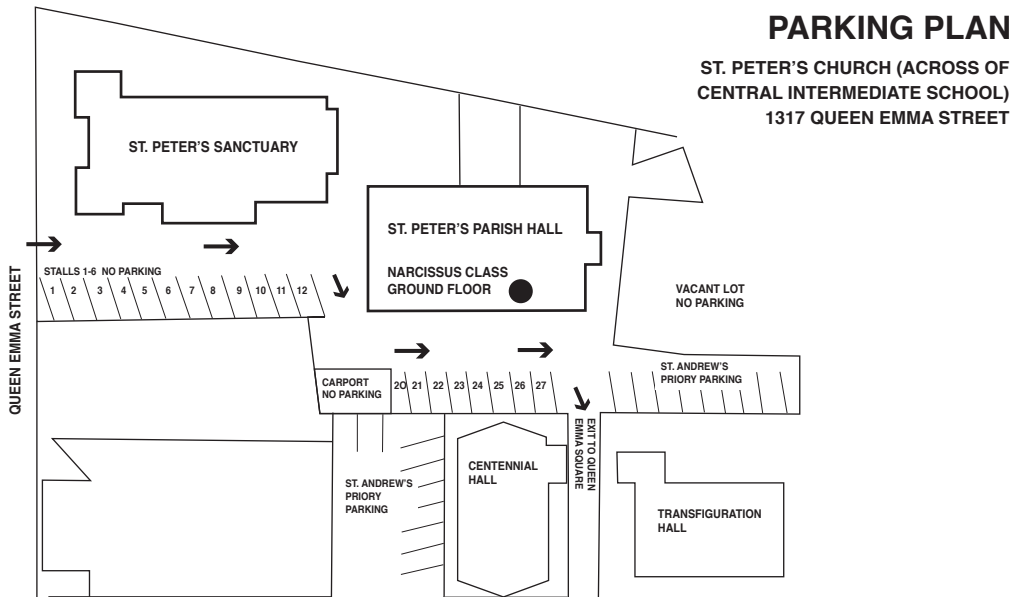 PARKING PLAN
ST. PETER'S CHURCH (ACROSS OF
CENTRAL INTERMEDIATE SCHOOL)
1317 QUEEN EMMA STREET
ST. PETER'S SANCTUARY
ST. PETER'S PARISH HALL
NARCISSUS CLASS
GROUND FLOOR
STALLS 1-6 NO PARKING
1 2 3 4 5 6 7 8 9 10 11 12
QUEEN EMMA STREET
VACANT LOT
NO PARKING
ST. ANDREW'S
PRIORY PARKING
CARPORT
NO PARKING
20 21 22 23 24 25 26 27
EXIT TO QUEEN
EMMA SQUARE
ST. ANDREW'S
PRIORY
PARKING
CENTENNIAL
HALL
TRANSFIGURATION
HALL